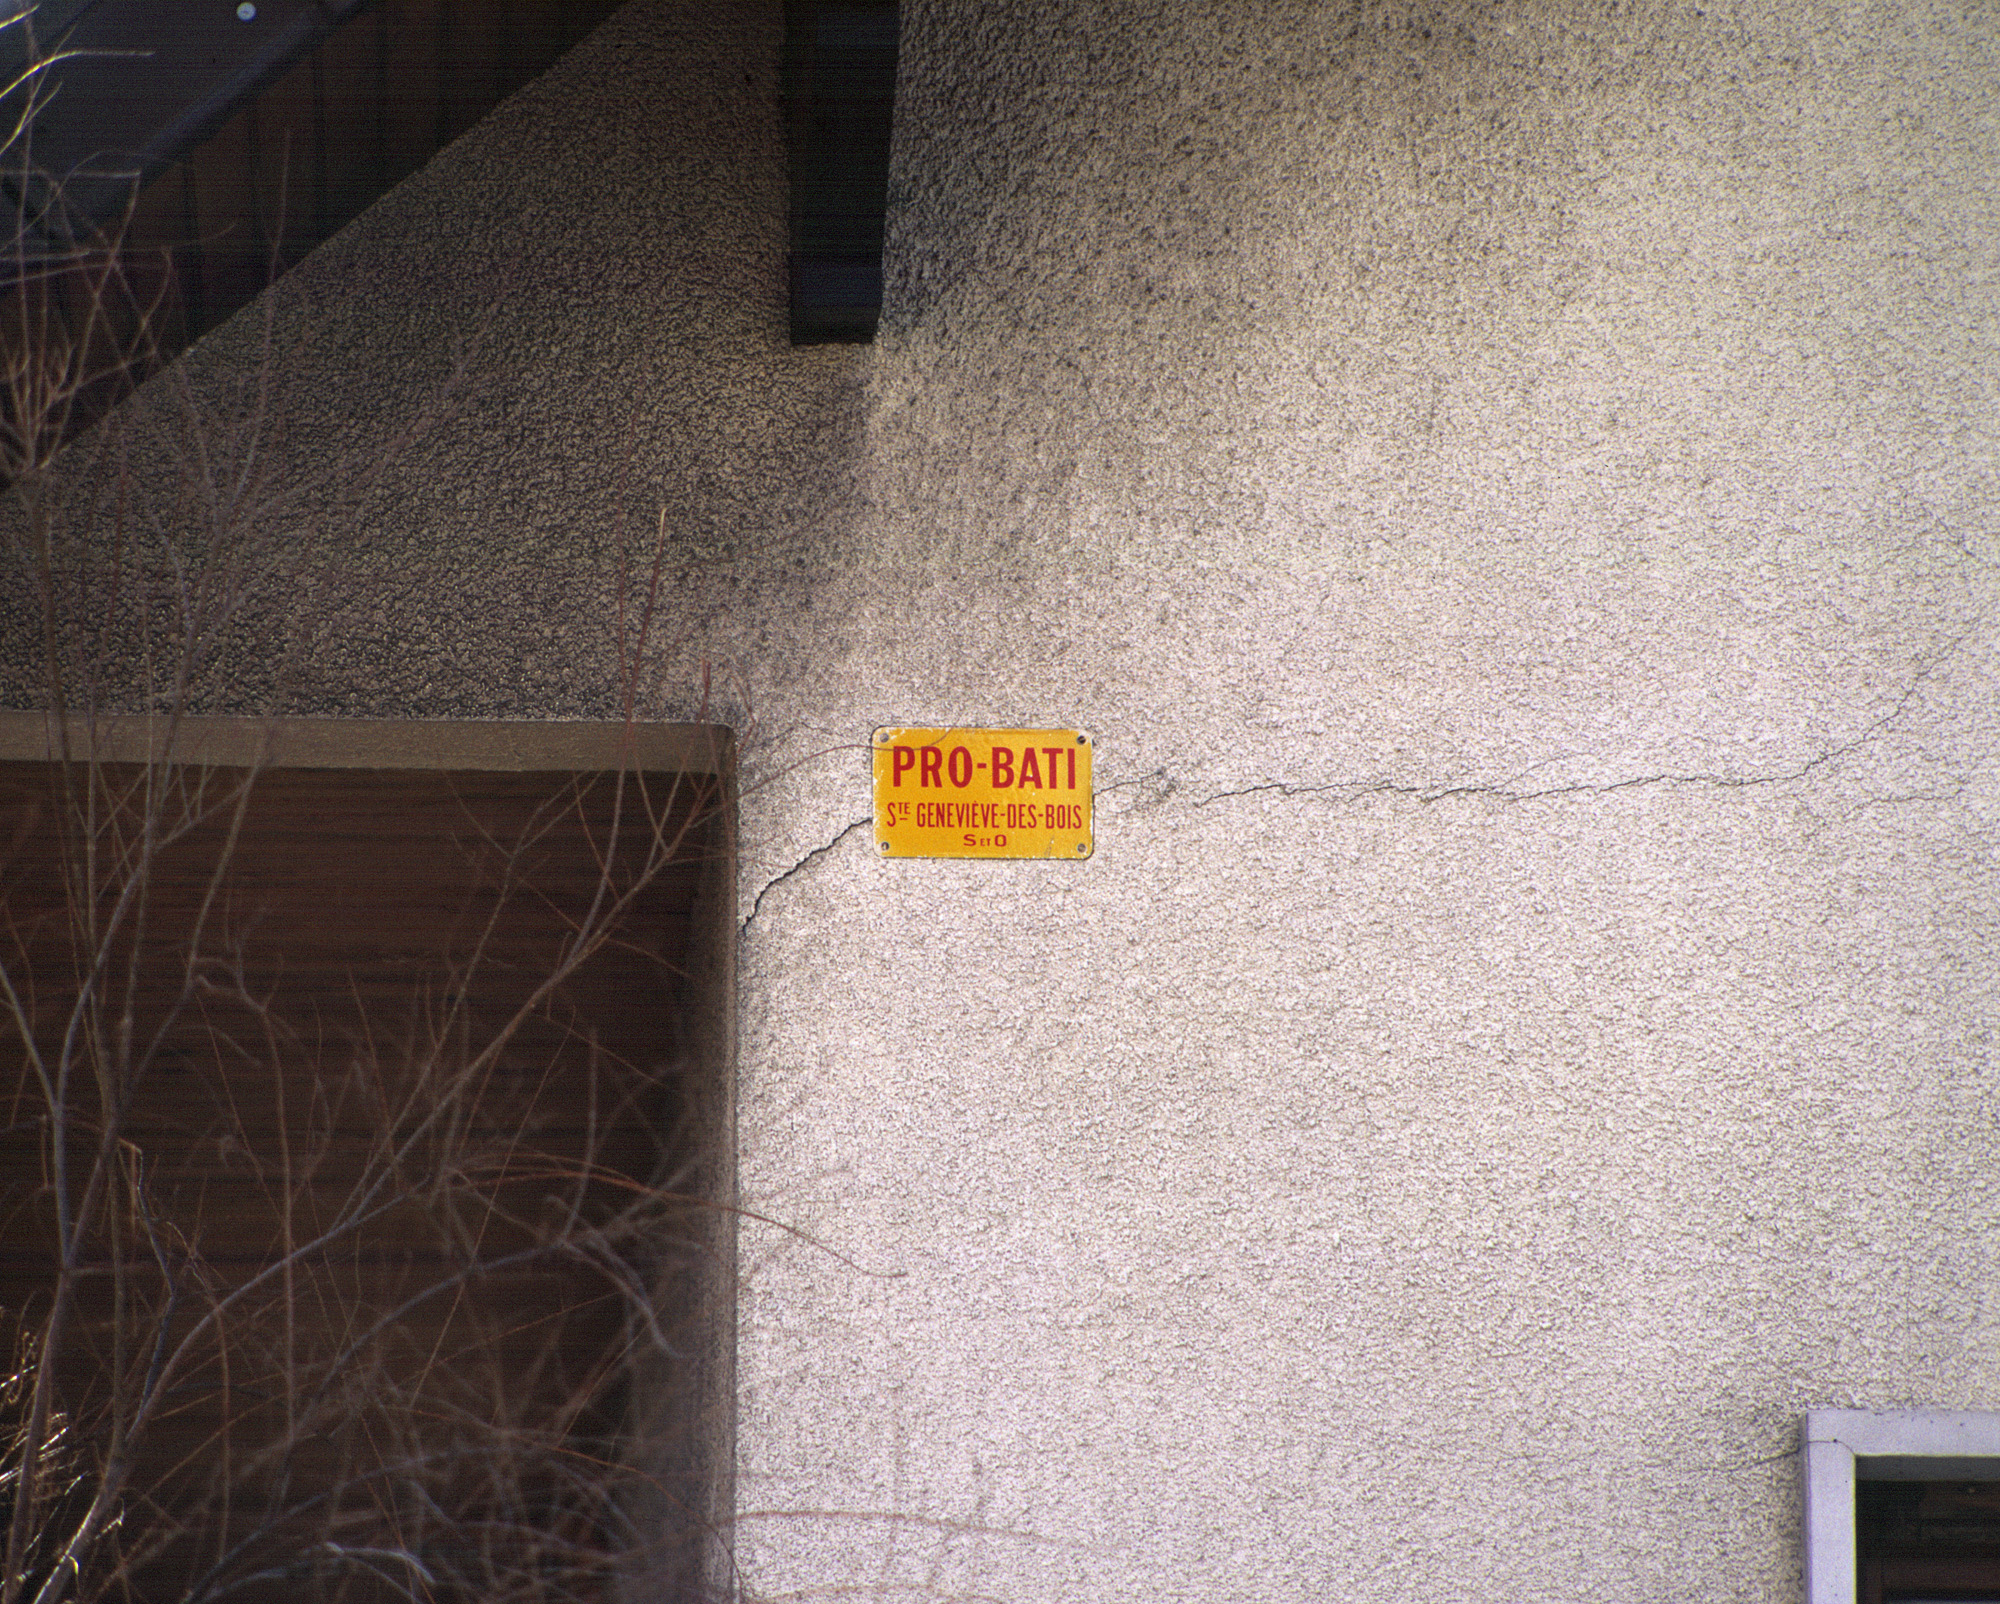 PRO-BATI
STE GENEVIÈVE-DES-BOIS
S ET O